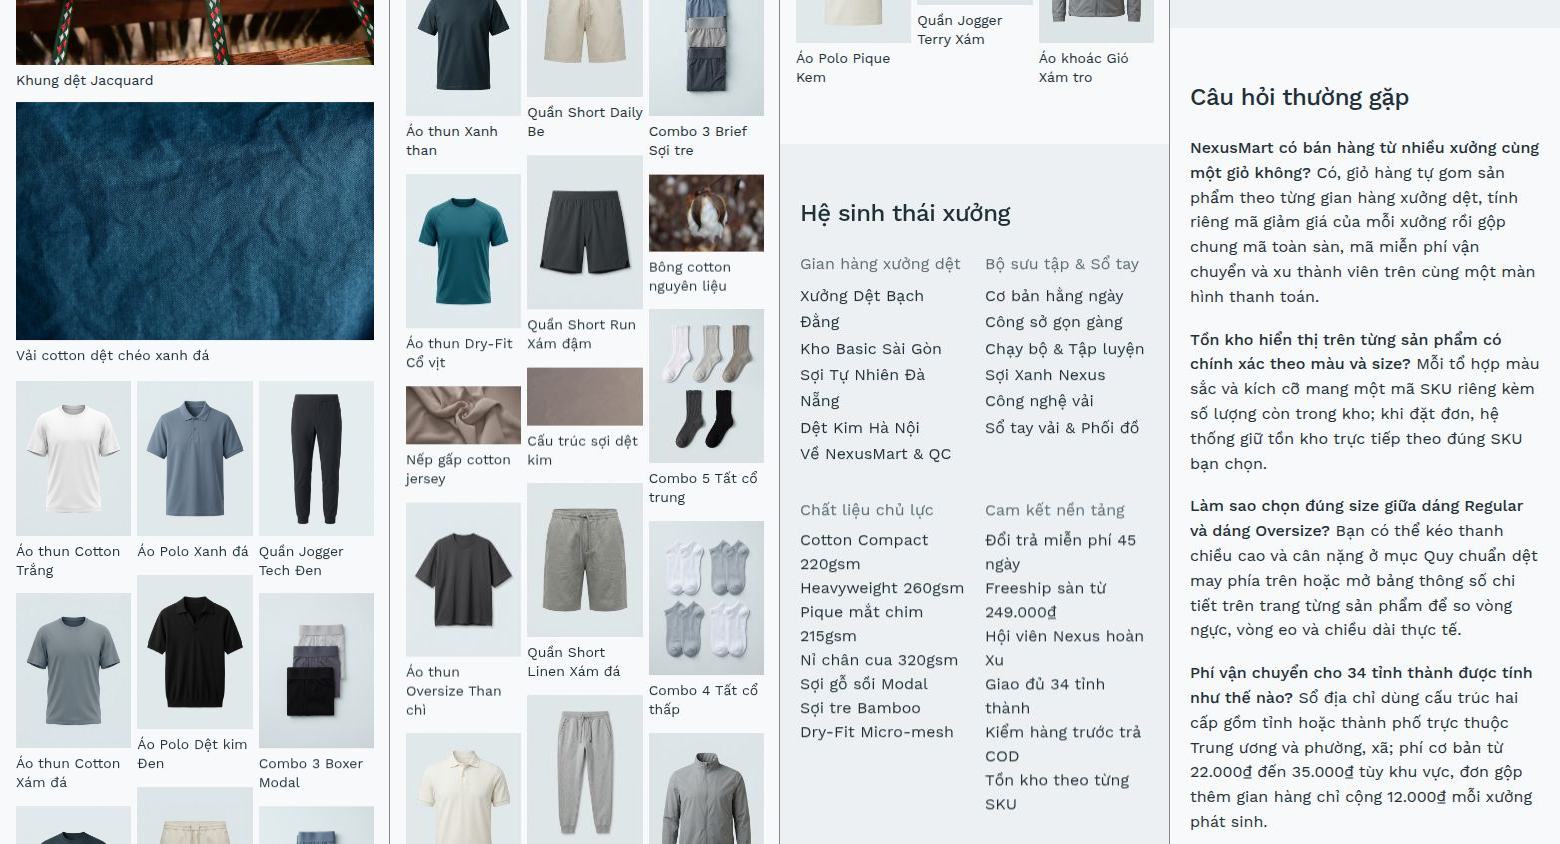 Khung dệt Jacquard
Vải cotton dệt chéo xanh đá
Áo thun Cotton
Trắng
Áo Polo Xanh đá
Quần Jogger
Tech Đen
Áo thun Cotton
Xám đá
Áo Polo Dệt kim
Đen
Combo 3 Boxer
Modal
Áo thun Xanh
than
Quần Short Daily
Be
Combo 3 Brief
Sợi tre
Áo thun Dry-Fit
Cổ vịt
Quần Short Run
Xám đậm
Bông cotton
nguyên liệu
Nếp gấp cotton
jersey
Cấu trúc sợi dệt
kim
Combo 5 Tất cổ
trung
Áo thun
Oversize Than
chì
Quần Short
Linen Xám đá
Combo 4 Tất cổ
thấp
Áo Polo Pique
Kem
Quần Jogger
Terry Xám
Áo khoác Gió
Xám tro
Hệ sinh thái xưởng
Gian hàng xưởng dệt
Xưởng Dệt Bạch
Đằng
Kho Basic Sài Gòn
Sợi Tự Nhiên Đà
Nẵng
Dệt Kim Hà Nội
Về NexusMart & QC
Bộ sưu tập & Sổ tay
Cơ bản hằng ngày
Công sở gọn gàng
Chạy bộ & Tập luyện
Sợi Xanh Nexus
Công nghệ vải
Sổ tay vải & Phối đồ
Chất liệu chủ lực
Cotton Compact
220gsm
Heavyweight 260gsm
Pique mắt chim
215gsm
Nỉ chân cua 320gsm
Sợi gỗ sồi Modal
Sợi tre Bamboo
Dry-Fit Micro-mesh
Cam kết nền tảng
Đổi trả miễn phí 45
ngày
Freeship sàn từ
249.000₫
Hội viên Nexus hoàn
Xu
Giao đủ 34 tỉnh
thành
Kiểm hàng trước trả
COD
Tồn kho theo từng
SKU
Câu hỏi thường gặp
NexusMart có bán hàng từ nhiều xưởng cùng
một giỏ không? Có, giỏ hàng tự gom sản
phẩm theo từng gian hàng xưởng dệt, tính
riêng mã giảm giá của mỗi xưởng rồi gộp
chung mã toàn sàn, mã miễn phí vận
chuyển và xu thành viên trên cùng một màn
hình thanh toán.
Tồn kho hiển thị trên từng sản phẩm có
chính xác theo màu và size? Mỗi tổ hợp màu
sắc và kích cỡ mang một mã SKU riêng kèm
số lượng còn trong kho; khi đặt đơn, hệ
thống giữ tồn kho trực tiếp theo đúng SKU
bạn chọn.
Làm sao chọn đúng size giữa dáng Regular
và dáng Oversize? Bạn có thể kéo thanh
chiều cao và cân nặng ở mục Quy chuẩn dệt
may phía trên hoặc mở bảng thông số chi
tiết trên trang từng sản phẩm để so vòng
ngực, vòng eo và chiều dài thực tế.
Phí vận chuyển cho 34 tỉnh thành được tính
như thế nào? Sổ địa chỉ dùng cấu trúc hai
cấp gồm tỉnh hoặc thành phố trực thuộc
Trung ương và phường, xã; phí cơ bản từ
22.000₫ đến 35.000₫ tùy khu vực, đơn gộp
thêm gian hàng chỉ cộng 12.000₫ mỗi xưởng
phát sinh.